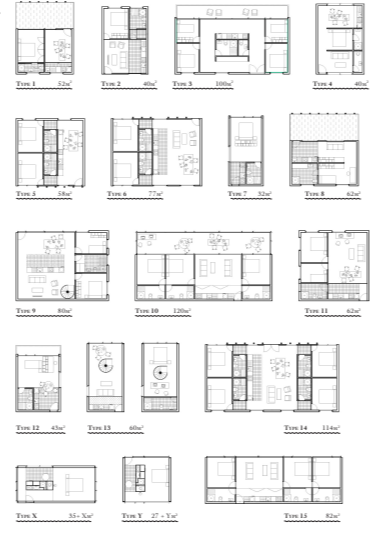 TYPE 1 52m²
TYPE 2 40m²
TYPE 3 100m²
TYPE 4 40m²
TYPE 5 58m²
TYPE 6 77m²
TYPE 7 32m²
TYPE 8 62m²
TYPE 9 80m²
TYPE 10 120m²
TYPE 11 62m²
TYPE 12 43m²
TYPE 13 60m²
TYPE 14 114m²
TYPE X 35+Xm²
TYPE Y 27 + Ym²
TYPE 15 82m²